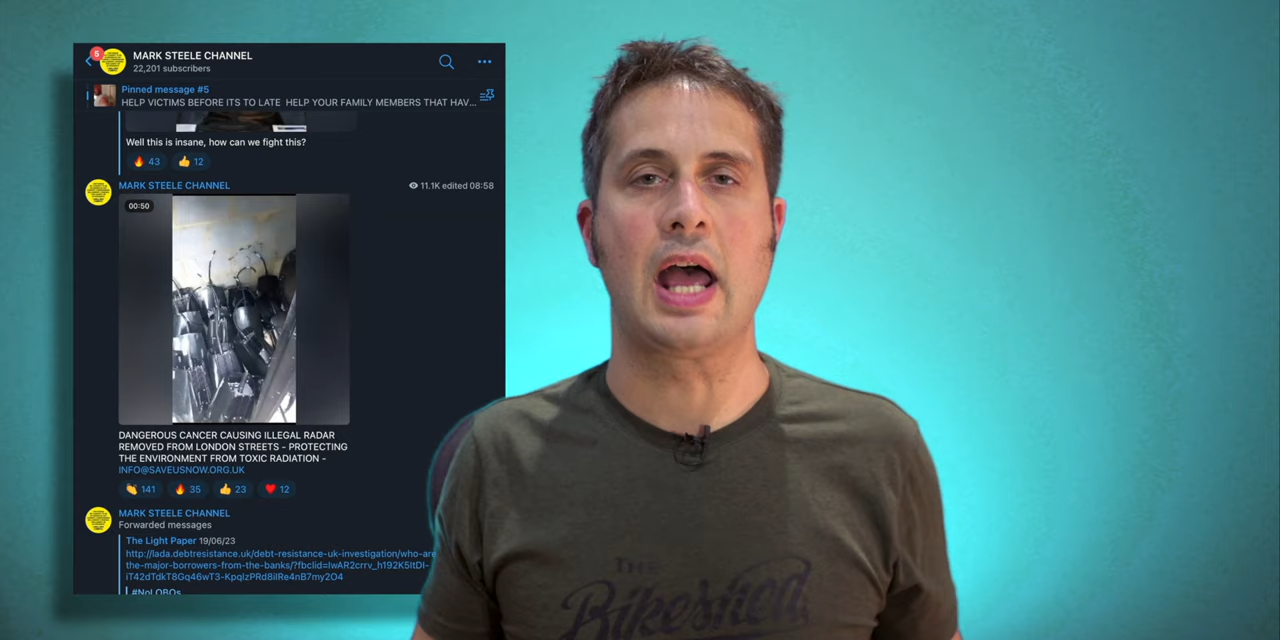 5
MARK STEELE CHANNEL
22,201 subscribers
Pinned message #5
HELP VICTIMS BEFORE ITS TO LATE HELP YOUR FAMILY MEMBERS THAT HAV...
Well this is insane, how can we fight this?
🔥 43 👍 12
MARK STEELE CHANNEL
11.1K edited 08:58
00:50
DANGEROUS CANCER CAUSING ILLEGAL RADAR
REMOVED FROM LONDON STREETS - PROTECTING
THE ENVIRONMENT FROM TOXIC RADIATION -
INFO@SAVEUSNOW.ORG.UK
👏 141 🔥 35 👍 23 ❤️ 12
MARK STEELE CHANNEL
Forwarded messages
The Light Paper 19/06/23
http://lada.debtresistance.uk/debt-resistance-uk-investigation/who-are-
the-major-borrowers-from-the-banks/?fbclid=IwAR2crrv_h192K5ItDI-
iT42dTdkT8Gq46wT3-KpqlzPRd8iIRe4nB7my2O4
#NoLOBOs
THE
Bikeshed